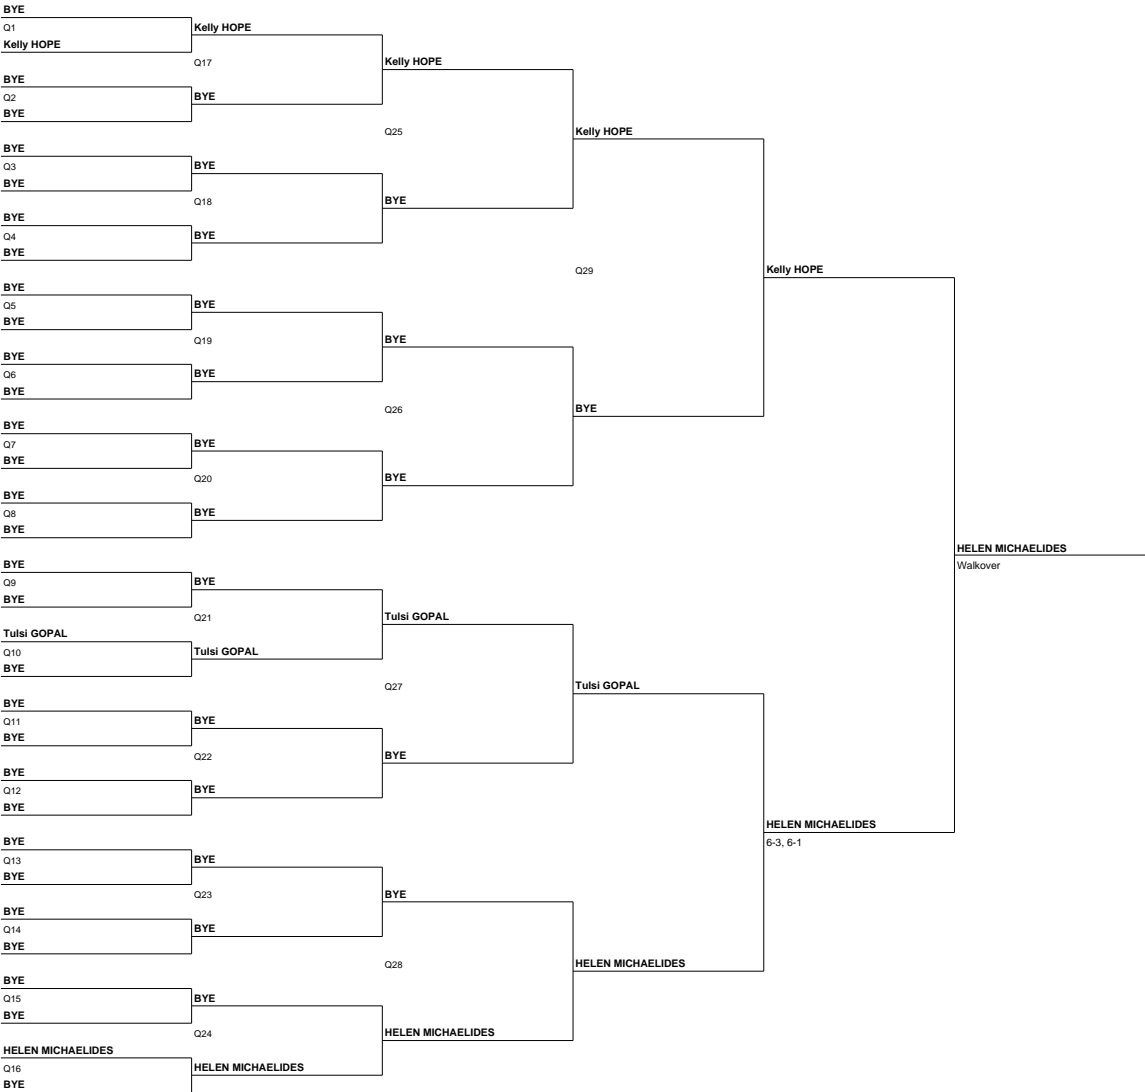 BYE
Q1
Kelly HOPE
Kelly HOPE
Q17
Kelly HOPE
BYE
Q2
BYE
BYE
Q25
Kelly HOPE
BYE
Q3
BYE
BYE
Q18
BYE
BYE
Q4
BYE
BYE
Q29
Kelly HOPE
BYE
Q5
BYE
BYE
Q19
BYE
BYE
Q6
BYE
BYE
Q26
BYE
BYE
Q7
BYE
BYE
Q20
BYE
BYE
Q8
BYE
BYE
HELEN MICHAELIDES
Walkover
BYE
Q9
BYE
BYE
Q21
Tulsi GOPAL
Tulsi GOPAL
Q10
BYE
Tulsi GOPAL
Q27
Tulsi GOPAL
BYE
Q11
BYE
BYE
Q22
BYE
BYE
Q12
BYE
BYE
HELEN MICHAELIDES
6-3, 6-1
BYE
Q13
BYE
BYE
Q23
BYE
BYE
Q14
BYE
BYE
Q28
HELEN MICHAELIDES
BYE
Q15
BYE
BYE
Q24
HELEN MICHAELIDES
HELEN MICHAELIDES
Q16
BYE
HELEN MICHAELIDES